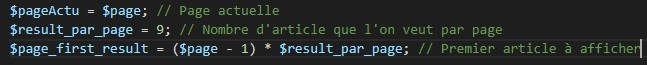 $pageActu = $page; // Page actuelle
$result_par_page = 9; // Nombre d'article que l'on veut par page
$page_first_result = ($page - 1) * $result_par_page; // Premier article à afficher